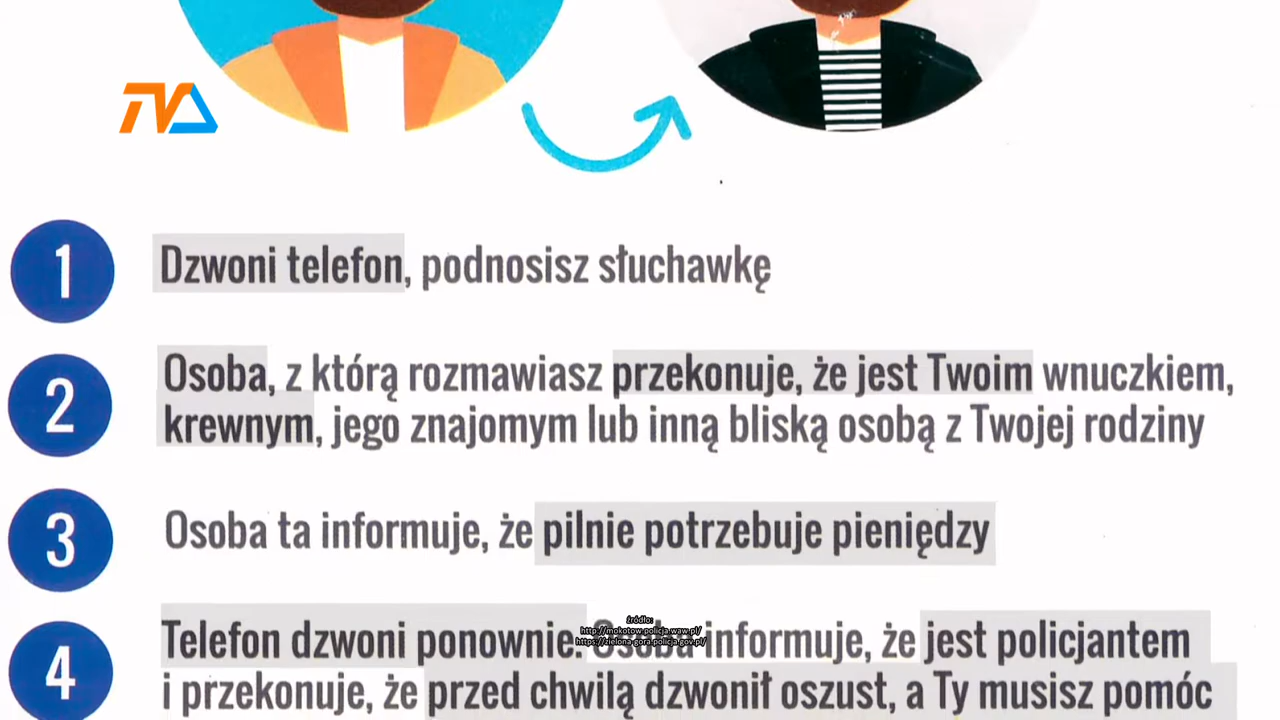 TVA
1
Dzwoni telefon, podnosisz słuchawkę
2
Osoba, z którą rozmawiasz przekonuje, że jest Twoim wnuczkiem,
krewnym, jego znajomym lub inną bliską osobą z Twojej rodziny
3
Osoba ta informuje, że pilnie potrzebuje pieniędzy
4
Telefon dzwoni ponownie. Osoba informuje, że jest policjantem
i przekonuje, że przed chwilą dzwonił oszust, a Ty musisz pomóc
źródło:
http://mokotow.policja.waw.pl/
https://zielona-gora.policja.gov.pl/